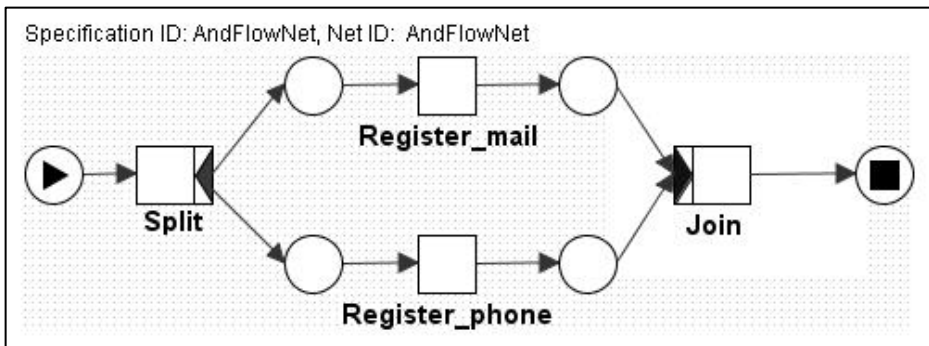 Specification ID: AndFlowNet, Net ID: AndFlowNet
Register_mail
Split
Join
Register_phone